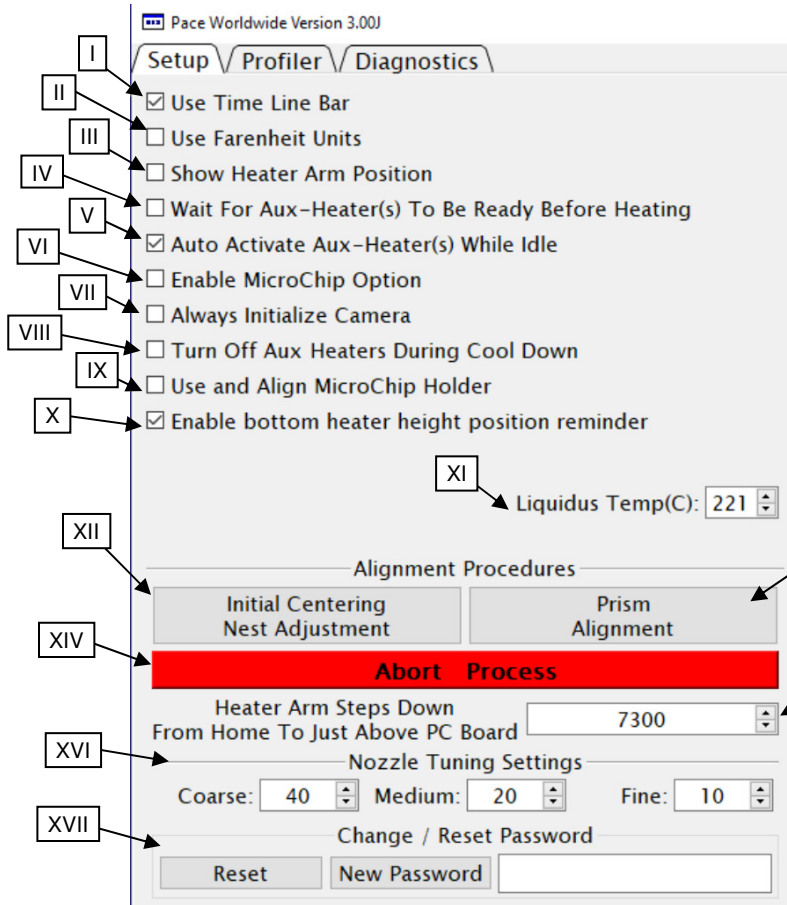 Pace Worldwide Version 3.00J
Setup Profiler Diagnostics
I Use Time Line Bar
II Use Farenheit Units
III Show Heater Arm Position
IV Wait For Aux-Heater(s) To Be Ready Before Heating
V Auto Activate Aux-Heater(s) While Idle
VI Enable MicroChip Option
VII Always Initialize Camera
VIII Turn Off Aux Heaters During Cool Down
IX Use and Align MicroChip Holder
X Enable bottom heater height position reminder
XI Liquidus Temp(C): 221
Alignment Procedures
XII Initial Centering
Nest Adjustment
Prism
Alignment
XIV Abort Process
Heater Arm Steps Down
From Home To Just Above PC Board 7300
XVI Nozzle Tuning Settings
Coarse: 40 Medium: 20 Fine: 10
XVII Change / Reset Password
Reset New Password